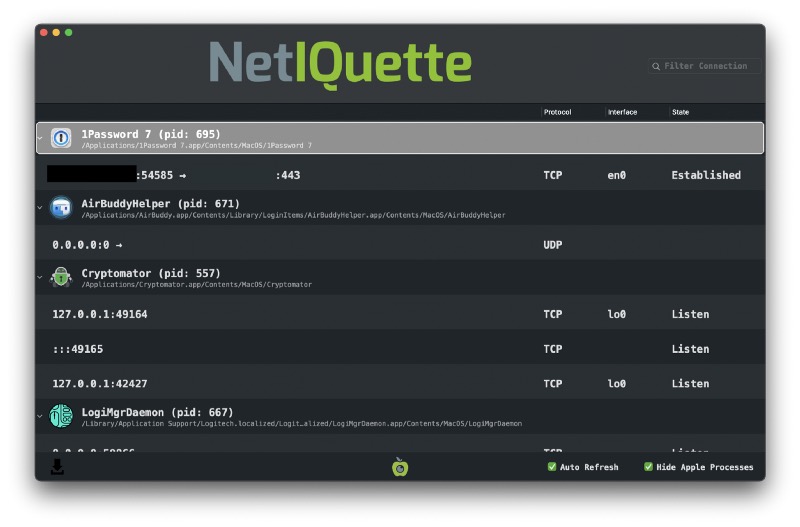 NetIQuette
Filter Connection
Protocol Interface State
1Password 7 (pid: 695)
/Applications/1Password 7.app/Contents/MacOS/1Password 7
:54585 → :443 TCP en0 Established
AirBuddyHelper (pid: 671)
/Applications/AirBuddy.app/Contents/Library/LoginItems/AirBuddyHelper.app/Contents/MacOS/AirBuddyHelper
0.0.0.0:0 → UDP
Cryptomator (pid: 557)
/Applications/Cryptomator.app/Contents/MacOS/Cryptomator
127.0.0.1:49164 TCP lo0 Listen
:::49165 TCP Listen
127.0.0.1:42427 TCP lo0 Listen
LogiMgrDaemon (pid: 667)
/Library/Application Support/Logitech.localized/Logit…alized/LogiMgrDaemon.app/Contents/MacOS/LogiMgrDaemon
Auto Refresh Hide Apple Processes